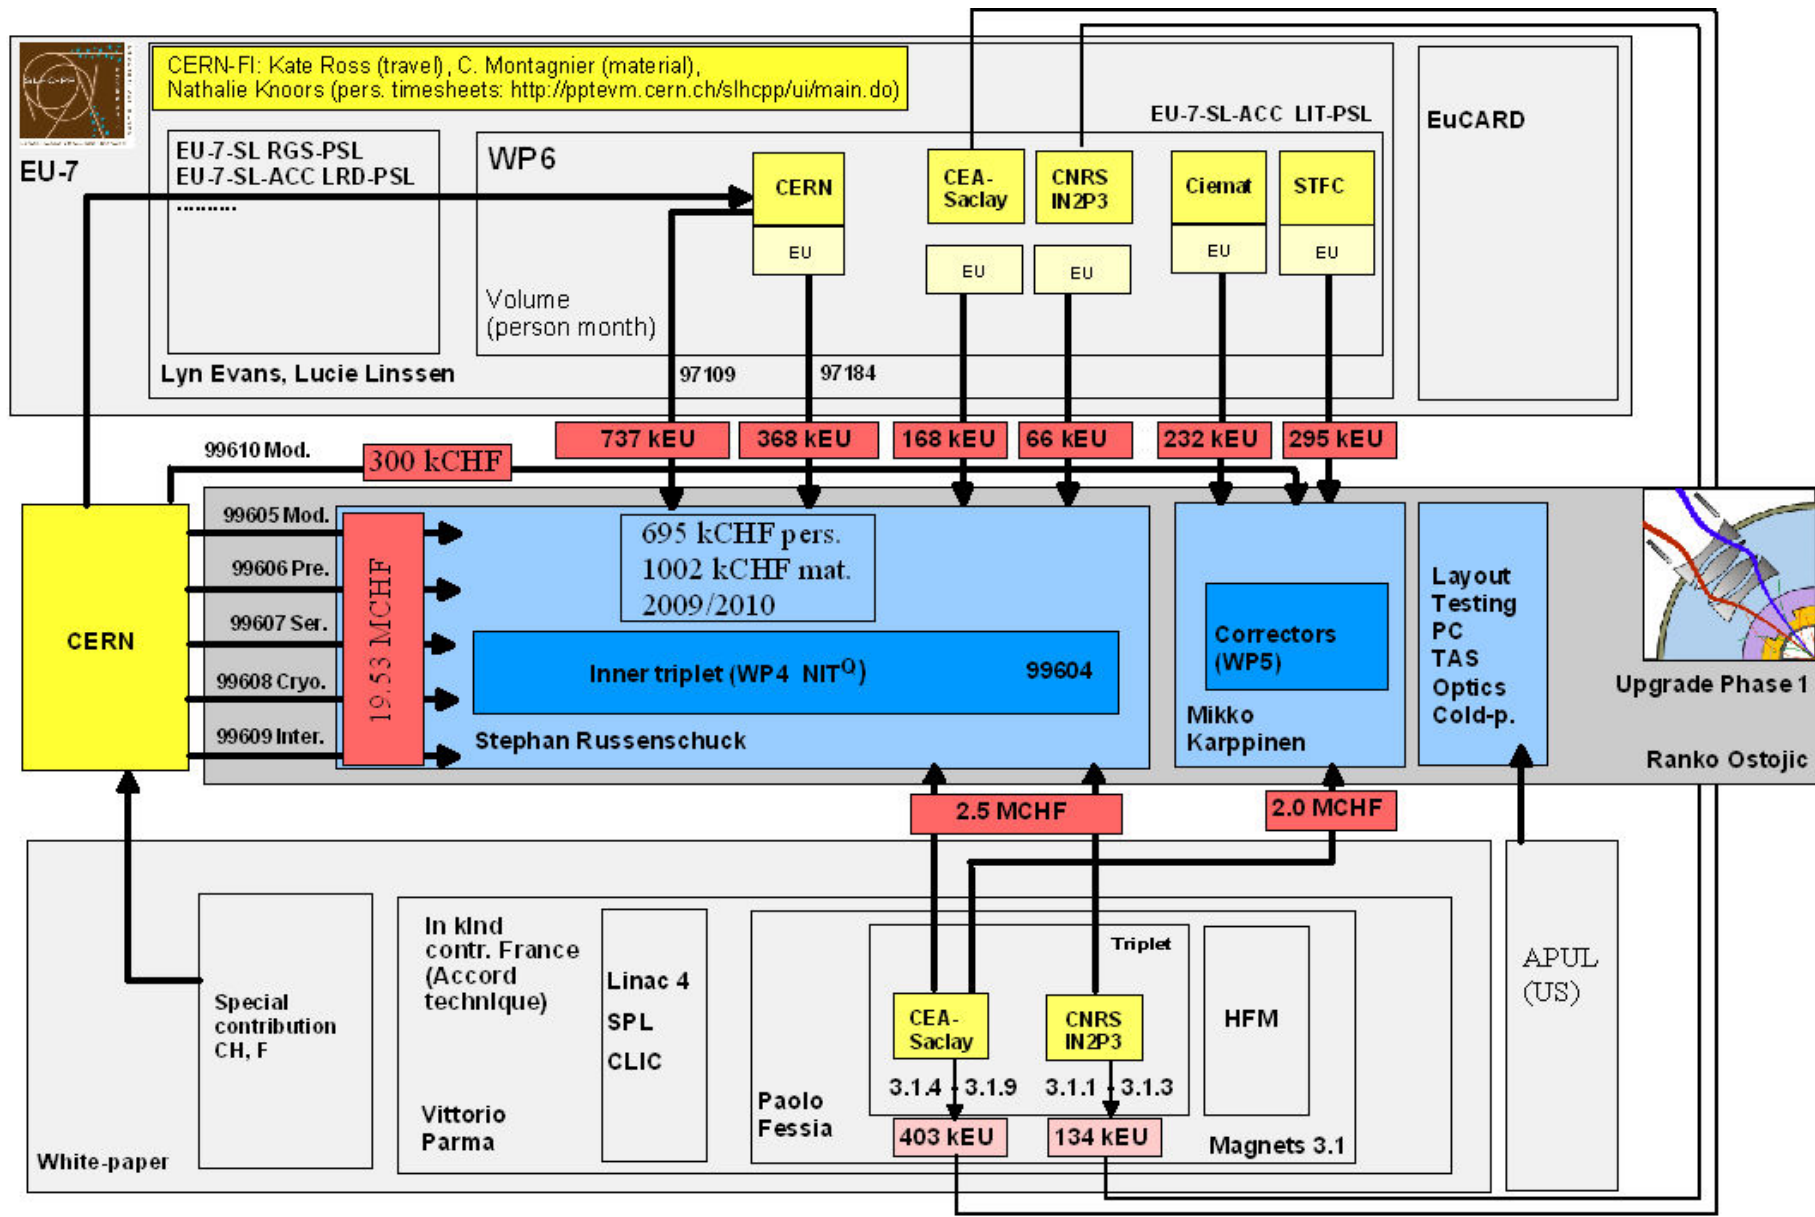 CERN-FI: Kate Ross (travel), C. Montagnier (material),
Nathalie Knoors (pers. timesheets: http://pptevm.cern.ch/slhcpp/ui/main.do)
EU-7-SL-ACC LIT-PSL
EuCARD
EU-7
EU-7-SL RGS-PSL
EU-7-SL-ACC LRD-PSL
..........
WP6
CERN
EU
CEA-
Saclay
EU
CNRS
IN2P3
EU
Ciemat
EU
STFC
EU
Volume
(person month)
Lyn Evans, Lucie Linssen
97109
97184
737 kEU
368 kEU
168 kEU
66 kEU
232 kEU
295 kEU
99610 Mod.
300 kCHF
CERN
99605 Mod.
99606 Pre.
99607 Ser.
99608 Cryo.
99609 Inter.
19.53 MCHF
695 kCHF pers.
1002 kCHF mat.
2009/2010
Inner triplet (WP4 NITQ)
99604
Stephan Russenschuck
Correctors
(WP5)
Mikko
Karppinen
Layout
Testing
PC
TAS
Optics
Cold-p.
Upgrade Phase 1
Ranko Ostojic
2.5 MCHF
2.0 MCHF
Special
contribution
CH, F
White-paper
In kind
contr. France
(Accord
technique)
Vittorio
Parma
Linac 4
SPL
CLIC
Paolo
Fessia
Triplet
CEA-
Saclay
CNRS
IN2P3
3.1.4 - 3.1.9
3.1.1 - 3.1.3
403 kEU
134 kEU
HFM
Magnets 3.1
APUL
(US)